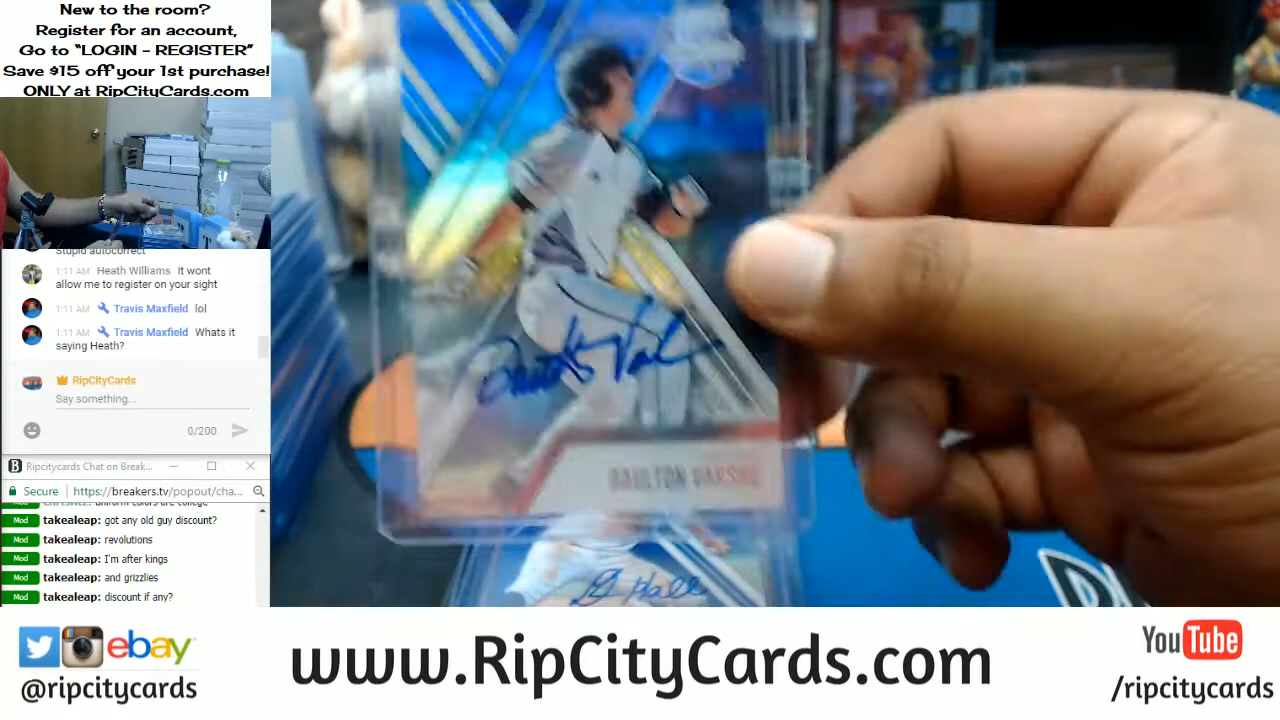 New to the room?
Register for an account,
Go to "LOGIN - REGISTER"
Save $15 off your 1st purchase!
ONLY at RipCityCards.com
Stupid autocorrect
1:11 AM Heath Williams It wont
allow me to register on your sight
1:11 AM Travis Maxfield lol
1:11 AM Travis Maxfield Whats it
saying Heath?
RipCityCards
Say something...
0/200
Ripcitycards Chat on Break...
Secure https://breakers.tv/popout/cha...
uniform colors are college
Mod takealeap: got any old guy discount?
Mod takealeap: revolutions
Mod takealeap: I'm after kings
Mod takealeap: and grizzlies
Mod takealeap: discount if any?
DAULTON VARSHO
ebay
@ripcitycards
www.RipCityCards.com
YouTube
/ripcitycards